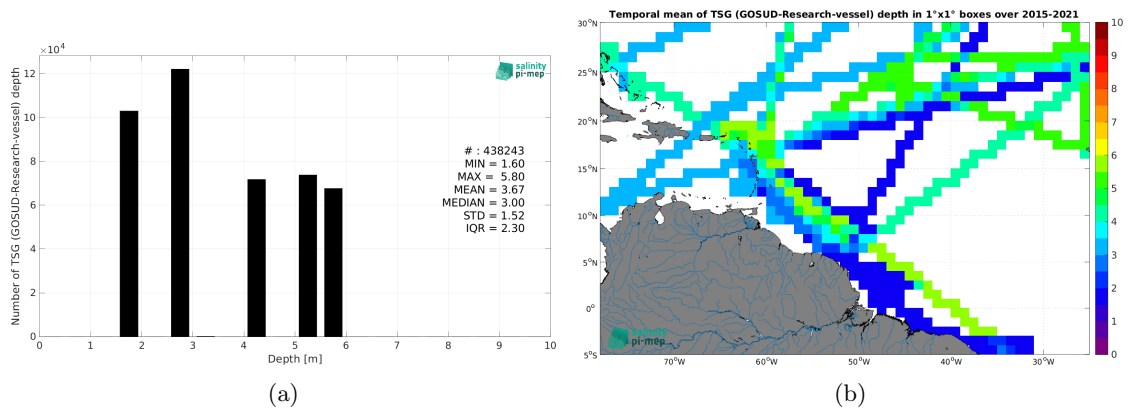 ×10⁴
12
10
8
6
4
2
0
Number of TSG (GOSUD-Research-vessel) depth
0 1 2 3 4 5 6 7 8 9 10
Depth [m]
salinity
pi-mep
# : 438243
MIN = 1.60
MAX = 5.80
MEAN = 3.67
MEDIAN = 3.00
STD = 1.52
IQR = 2.30
(a)
Temporal mean of TSG (GOSUD-Research-vessel) depth in 1°x1° boxes over 2015-2021
30°N
25°N
20°N
15°N
10°N
5°N
0°
5°S
70°W 60°W 50°W 40°W 30°W
salinity
pi-mep
10
9
8
7
6
5
4
3
2
1
0
(b)